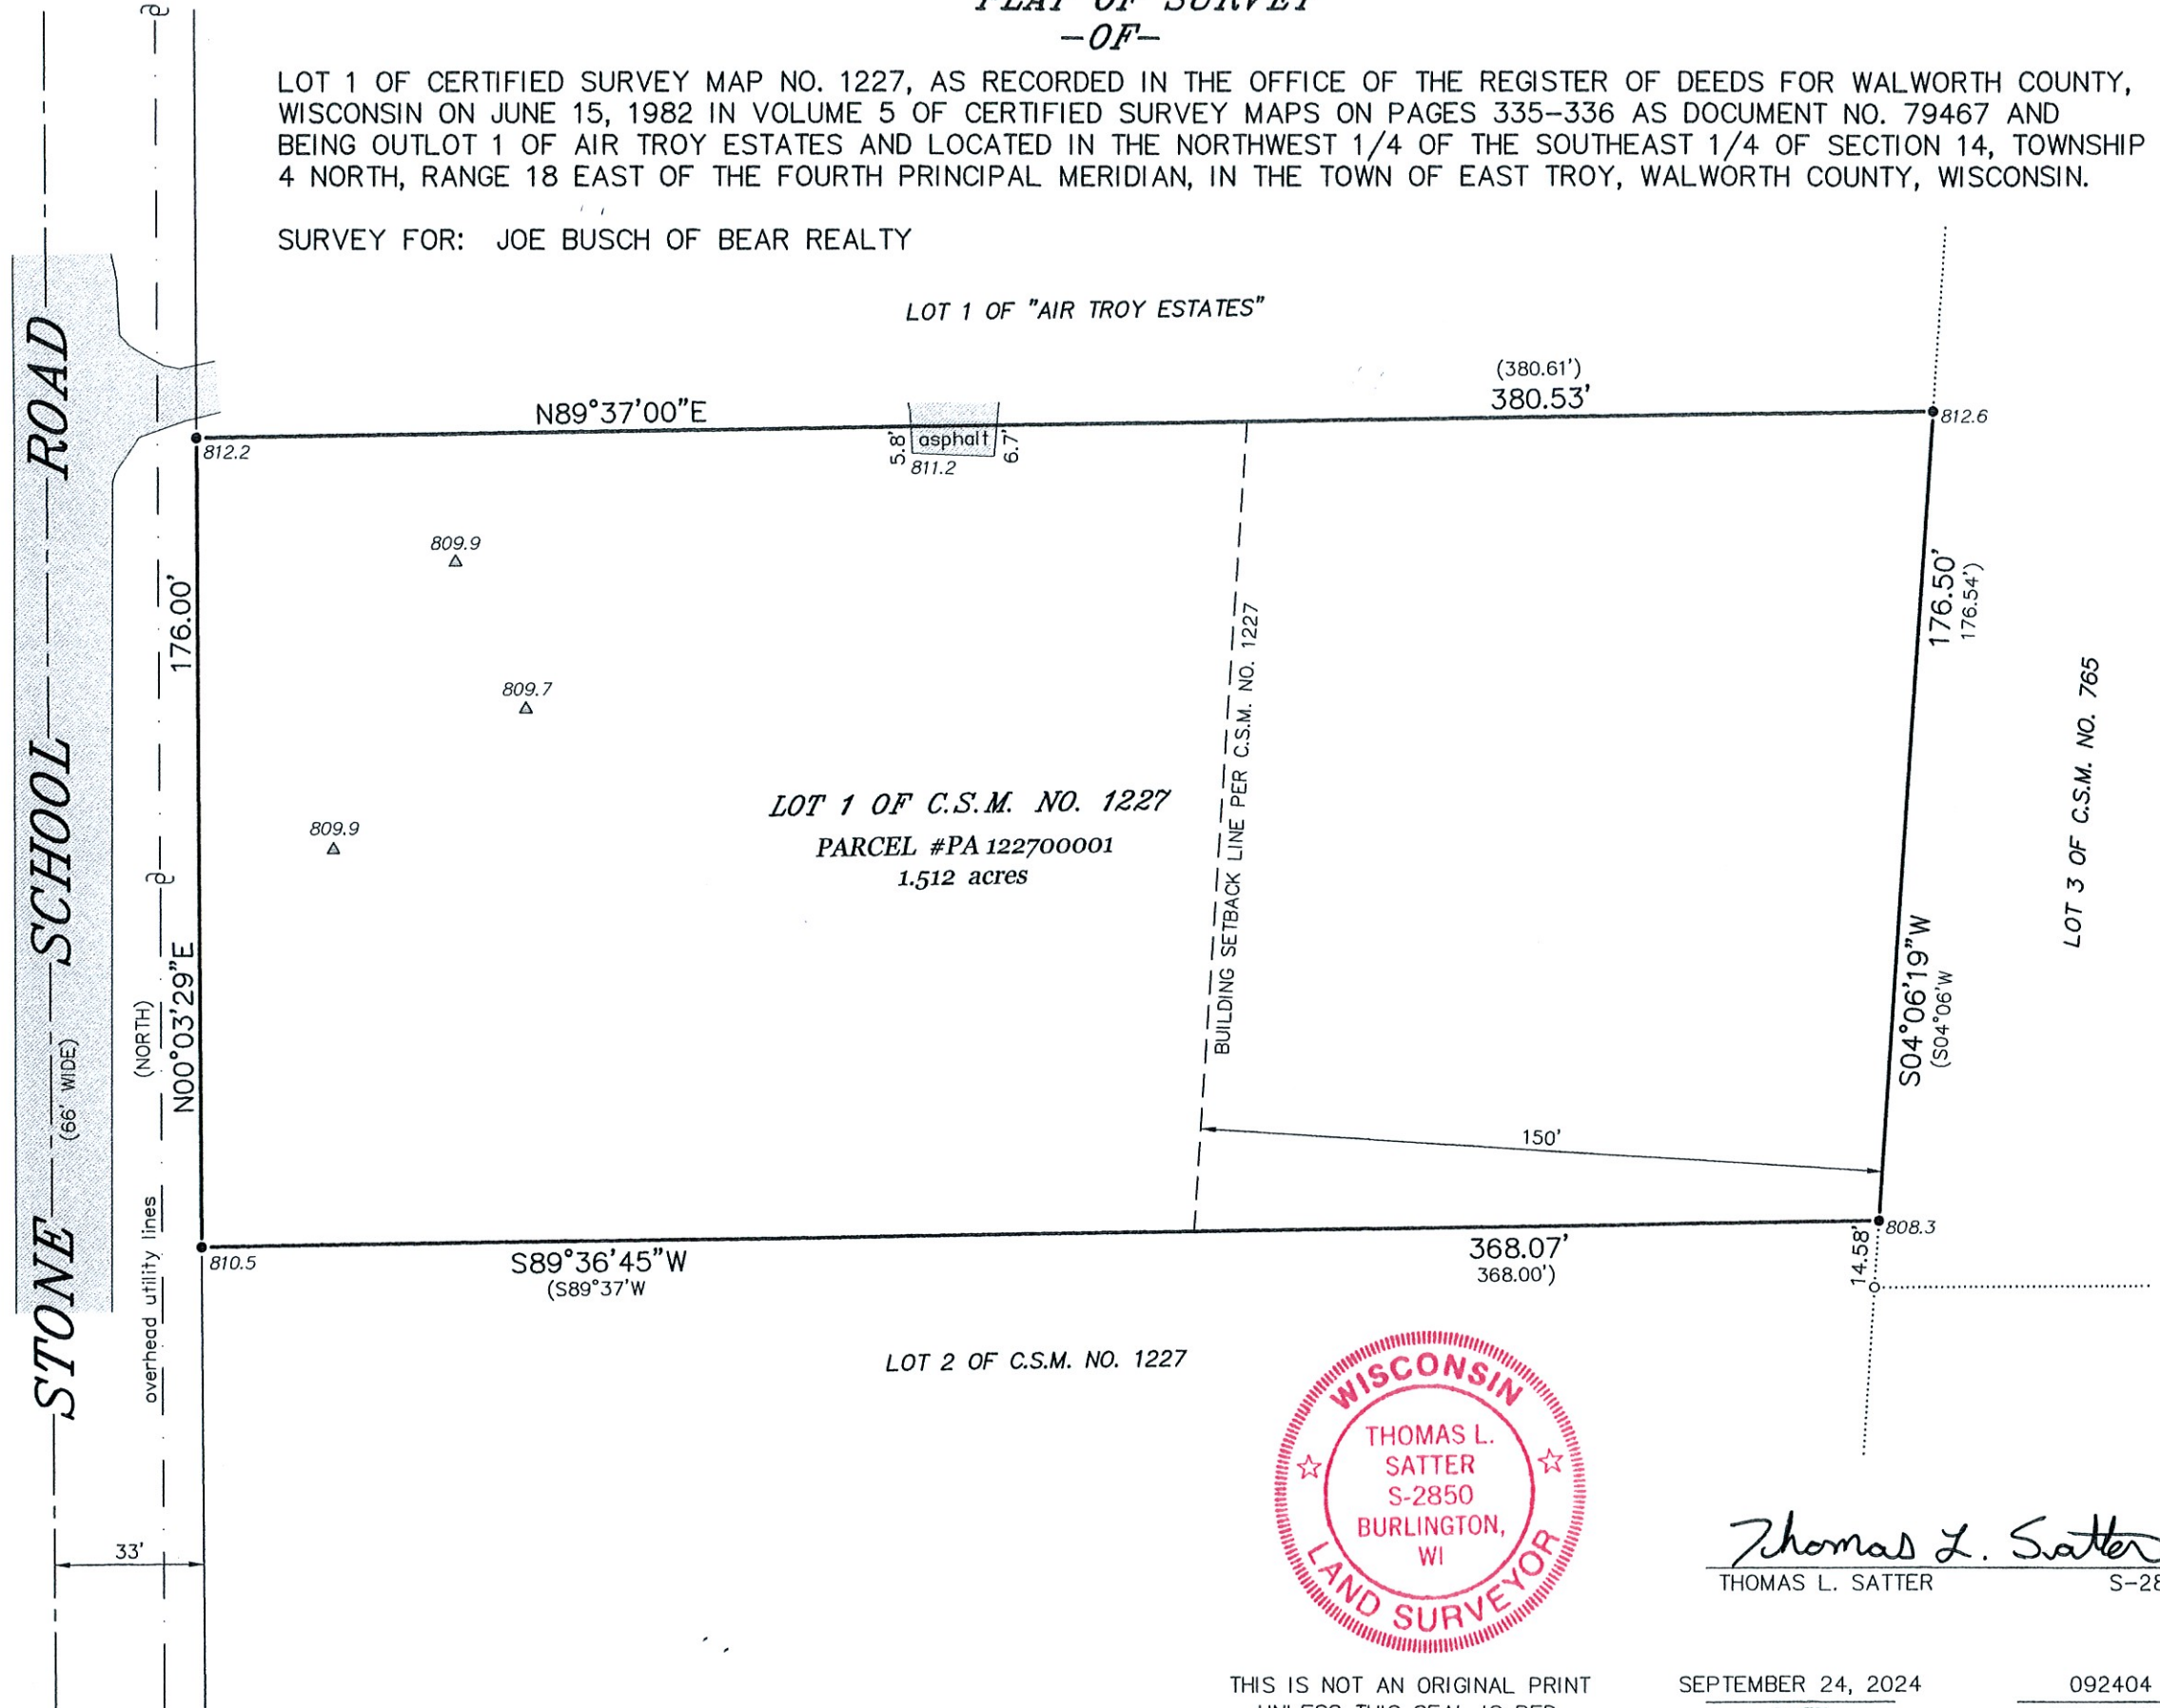 PLAT OF SURVEY
-OF-
LOT 1 OF CERTIFIED SURVEY MAP NO. 1227, AS RECORDED IN THE OFFICE OF THE REGISTER OF DEEDS FOR WALWORTH COUNTY,
WISCONSIN ON JUNE 15, 1982 IN VOLUME 5 OF CERTIFIED SURVEY MAPS ON PAGES 335-336 AS DOCUMENT NO. 79467 AND
BEING OUTLOT 1 OF AIR TROY ESTATES AND LOCATED IN THE NORTHWEST 1/4 OF THE SOUTHEAST 1/4 OF SECTION 14, TOWNSHIP
4 NORTH, RANGE 18 EAST OF THE FOURTH PRINCIPAL MERIDIAN, IN THE TOWN OF EAST TROY, WALWORTH COUNTY, WISCONSIN.
SURVEY FOR: JOE BUSCH OF BEAR REALTY
LOT 1 OF "AIR TROY ESTATES"
(380.61')
N89°37'00"E
380.53'
812.2
5.8'
asphalt
6.7'
811.2
812.6
809.9
809.7
809.9
176.00'
N00°03'29"E
(NORTH)
STONE SCHOOL ROAD
(66' WIDE)
overhead utility lines
LOT 1 OF C.S.M. NO. 1227
PARCEL #PA 122700001
1.512 acres
BUILDING SETBACK LINE PER C.S.M. NO. 1227
176.50'
176.54')
S04°06'19"W
(S04°06'W
LOT 3 OF C.S.M. NO. 765
150'
810.5
S89°36'45"W
(S89°37'W
368.07'
368.00')
808.3
14.58'
LOT 2 OF C.S.M. NO. 1227
33'
WISCONSIN
THOMAS L.
SATTER
S-2850
BURLINGTON,
WI
LAND SURVEYOR
Thomas L. Satter
THOMAS L. SATTER
S-28
THIS IS NOT AN ORIGINAL PRINT
UNLESS THIS SEAL IS RED
SEPTEMBER 24, 2024
092404